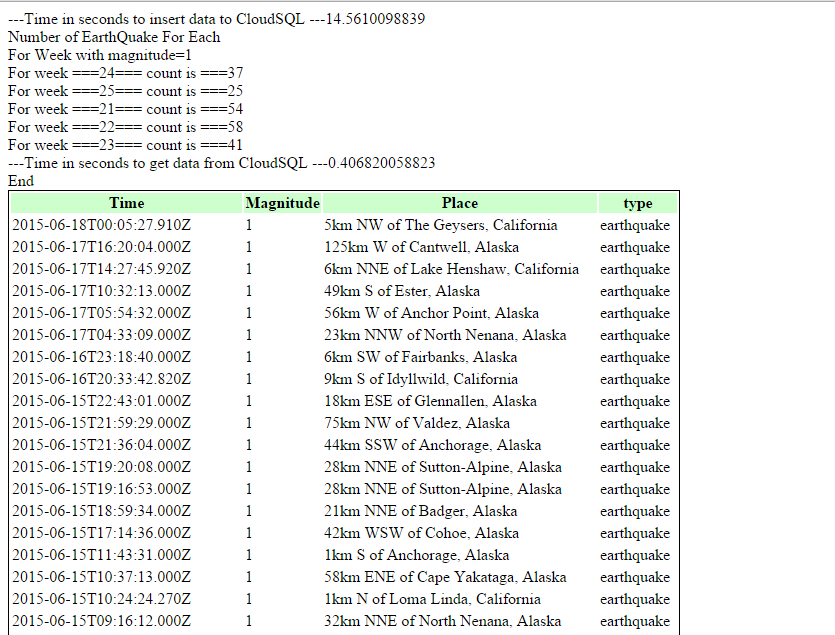 ---Time in seconds to insert data to CloudSQL ---14.5610098839
Number of EarthQuake For Each
For Week with magnitude=1
For week ===24=== count is ===37
For week ===25=== count is ===25
For week ===21=== count is ===54
For week ===22=== count is ===58
For week ===23=== count is ===41
---Time in seconds to get data from CloudSQL ---0.406820058823
End
Time Magnitude Place type
2015-06-18T00:05:27.910Z 1 5km NW of The Geysers, California earthquake
2015-06-17T16:20:04.000Z 1 125km W of Cantwell, Alaska earthquake
2015-06-17T14:27:45.920Z 1 6km NNE of Lake Henshaw, California earthquake
2015-06-17T10:32:13.000Z 1 49km S of Ester, Alaska earthquake
2015-06-17T05:54:32.000Z 1 56km W of Anchor Point, Alaska earthquake
2015-06-17T04:33:09.000Z 1 23km NNW of North Nenana, Alaska earthquake
2015-06-16T23:18:40.000Z 1 6km SW of Fairbanks, Alaska earthquake
2015-06-16T20:33:42.820Z 1 9km S of Idyllwild, California earthquake
2015-06-15T22:43:01.000Z 1 18km ESE of Glennallen, Alaska earthquake
2015-06-15T21:59:29.000Z 1 75km NW of Valdez, Alaska earthquake
2015-06-15T21:36:04.000Z 1 44km SSW of Anchorage, Alaska earthquake
2015-06-15T19:20:08.000Z 1 28km NNE of Sutton-Alpine, Alaska earthquake
2015-06-15T19:16:53.000Z 1 28km NNE of Sutton-Alpine, Alaska earthquake
2015-06-15T18:59:34.000Z 1 21km NNE of Badger, Alaska earthquake
2015-06-15T17:14:36.000Z 1 42km WSW of Cohoe, Alaska earthquake
2015-06-15T11:43:31.000Z 1 1km S of Anchorage, Alaska earthquake
2015-06-15T10:37:13.000Z 1 58km ENE of Cape Yakataga, Alaska earthquake
2015-06-15T10:24:24.270Z 1 1km N of Loma Linda, California earthquake
2015-06-15T09:16:12.000Z 1 32km NNE of North Nenana, Alaska earthquake